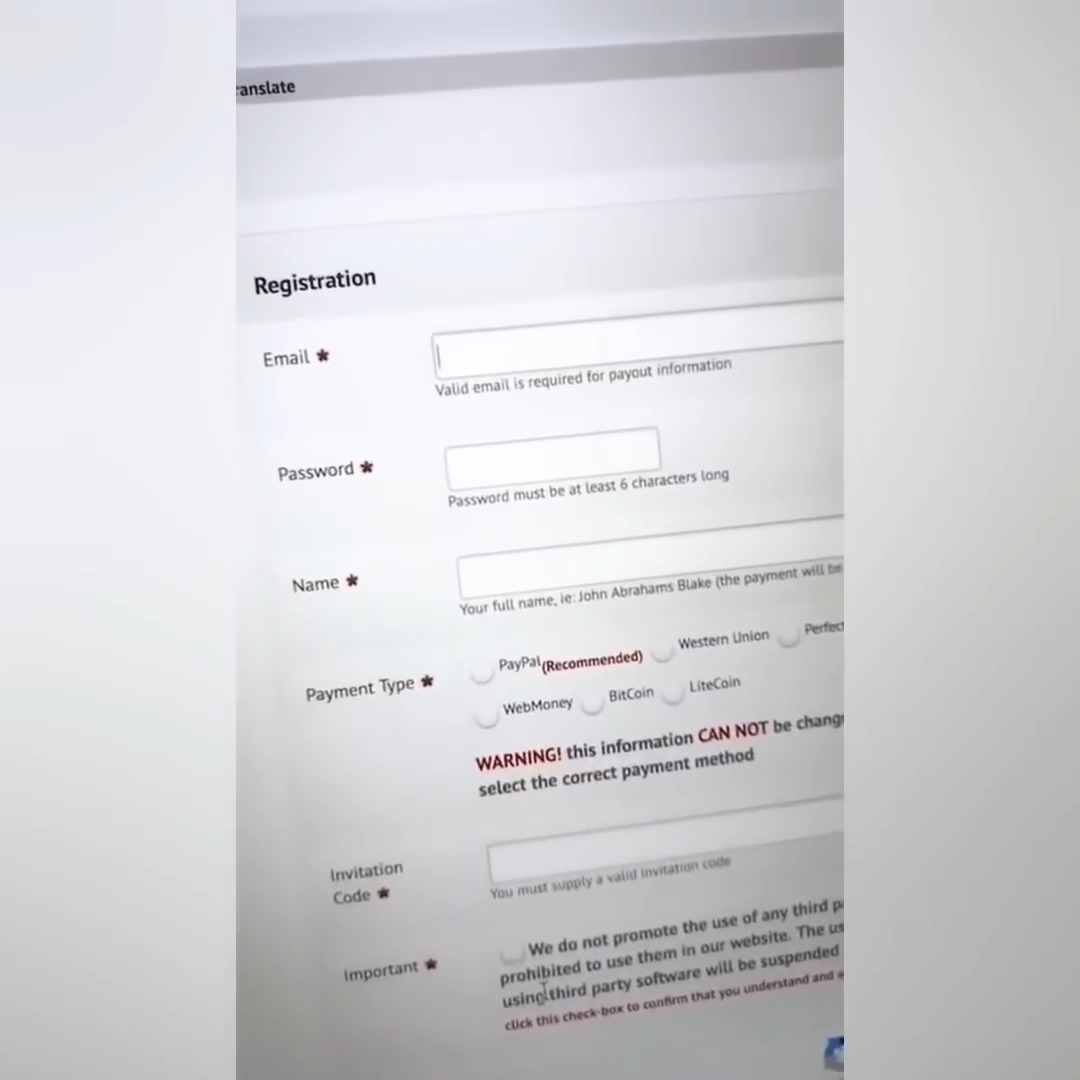 anslate
Registration
Email *
Valid email is required for payout information
Password *
Password must be at least 6 characters long
Name *
Your full name, ie: John Abrahams Blake (the payment will be
Payment Type *
PayPal (Recommended) Western Union Perfect
WebMoney BitCoin LiteCoin
WARNING! this information CAN NOT be chang
select the correct payment method
Invitation
Code *
You must supply a valid invitation code
Important *
We do not promote the use of any third p
prohibited to use them in our website. The us
using third party software will be suspended
click this check-box to confirm that you understand and